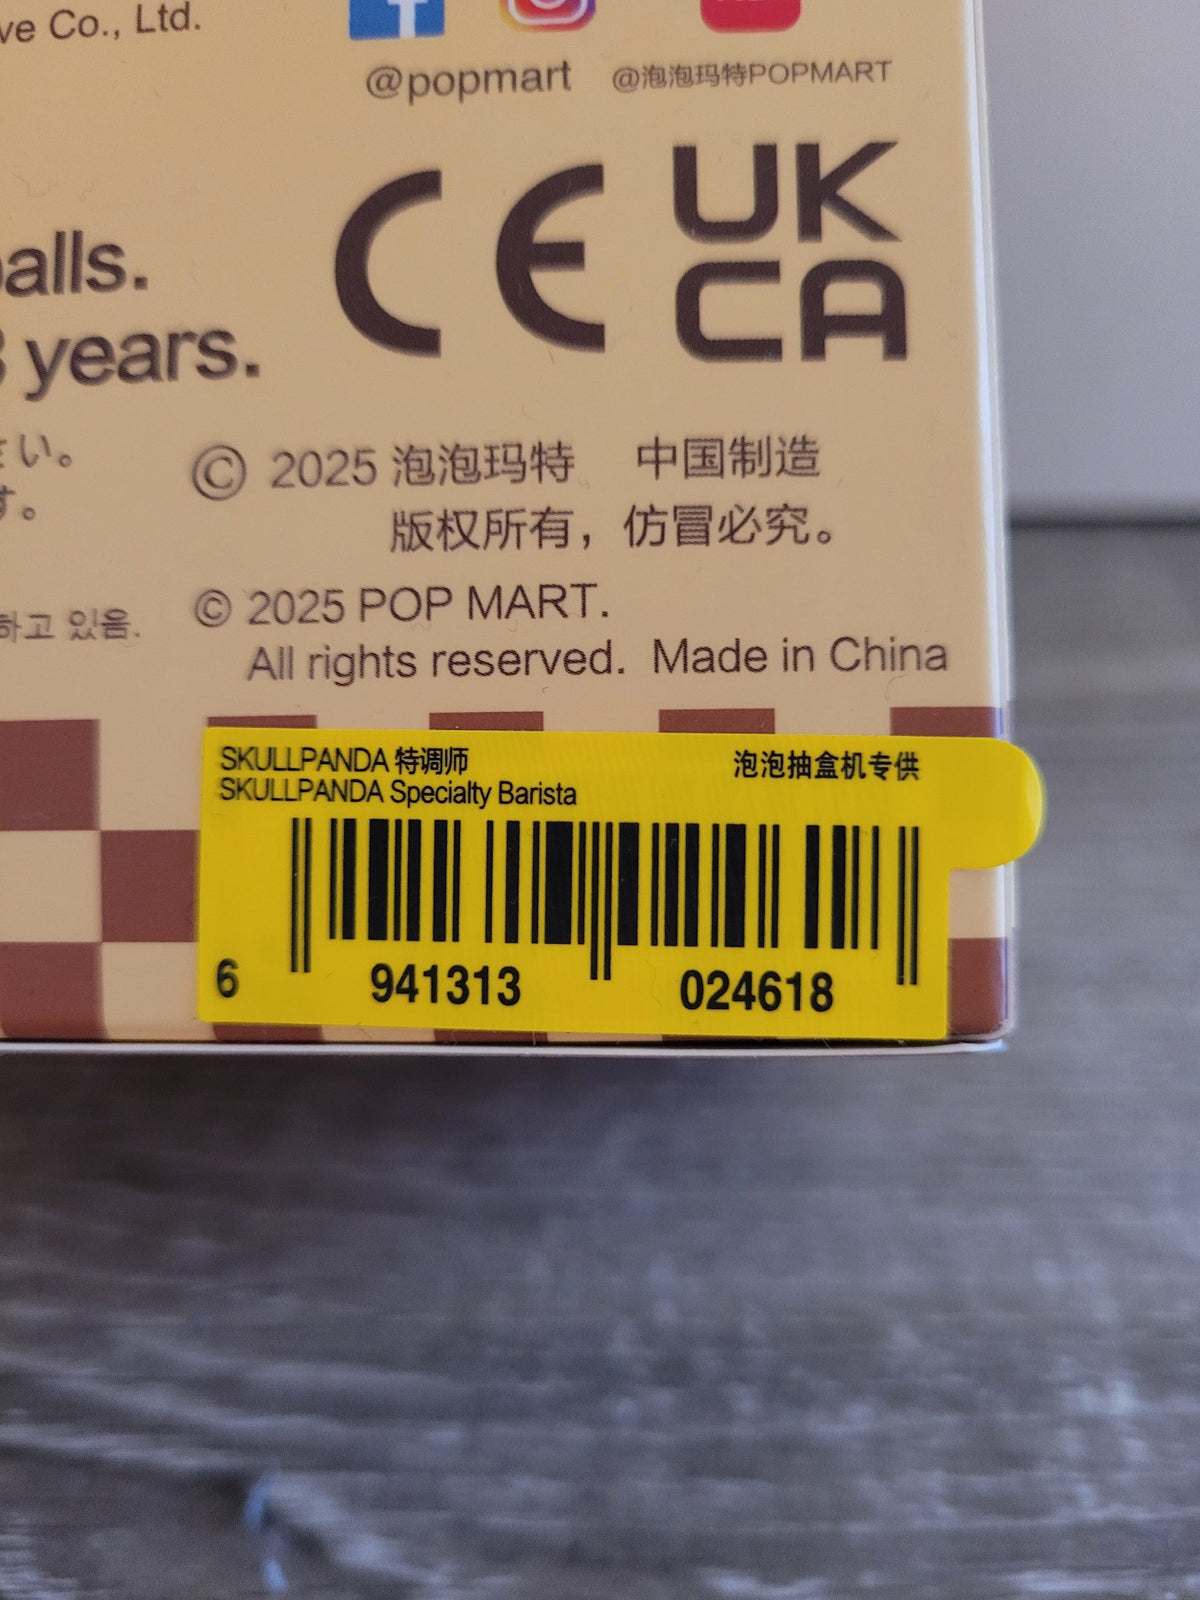 ve Co., Ltd.
@popmart @泡泡玛特POPMART
CE UK
CA
alls.
3 years.
さい。
す。
© 2025 泡泡玛特 中国制造
版权所有，仿冒必究。
하고 있음.
© 2025 POP MART.
All rights reserved. Made in China
SKULLPANDA 特调师 泡泡抽盒机专供
SKULLPANDA Specialty Barista
6 941313 024618